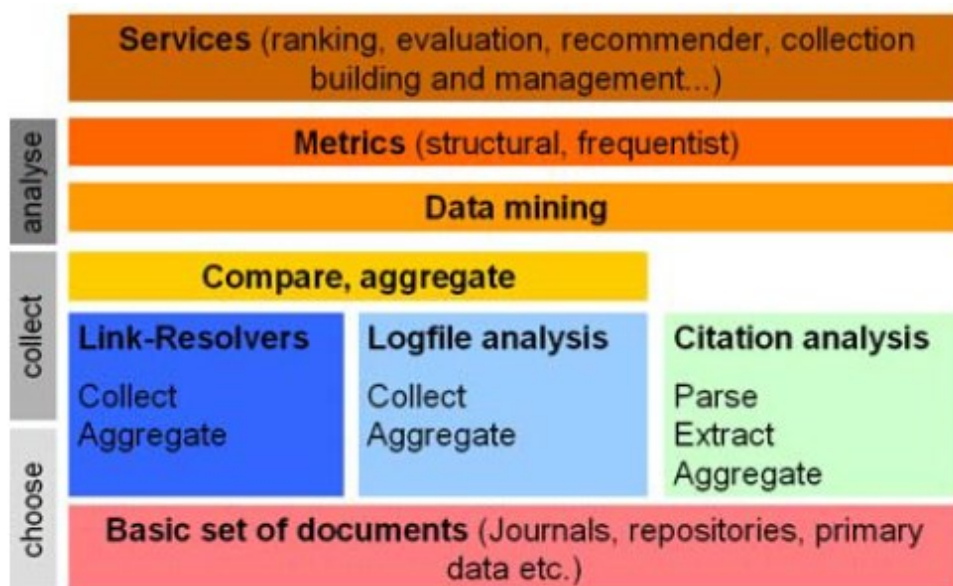 Services (ranking, evaluation, recommender, collection
building and management...)
analyse
Metrics (structural, frequentist)
Data mining
collect
Compare, aggregate
Link-Resolvers
Collect
Aggregate
Logfile analysis
Collect
Aggregate
Citation analysis
Parse
Extract
Aggregate
choose
Basic set of documents (Journals, repositories, primary
data etc.)